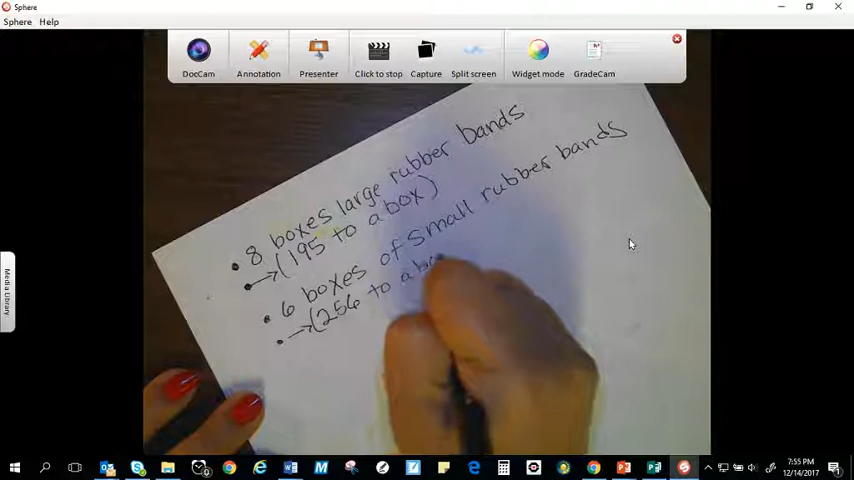 Sphere
Sphere Help
DocCam
Annotation
Presenter
Click to stop
Capture
Split screen
Widget mode
GradeCam
• 8 boxes large rubber bands
•→(195 to a box)
• 6 boxes of small rubber bands
•→(256 to a bo
Media Library
7:55 PM
12/14/2017